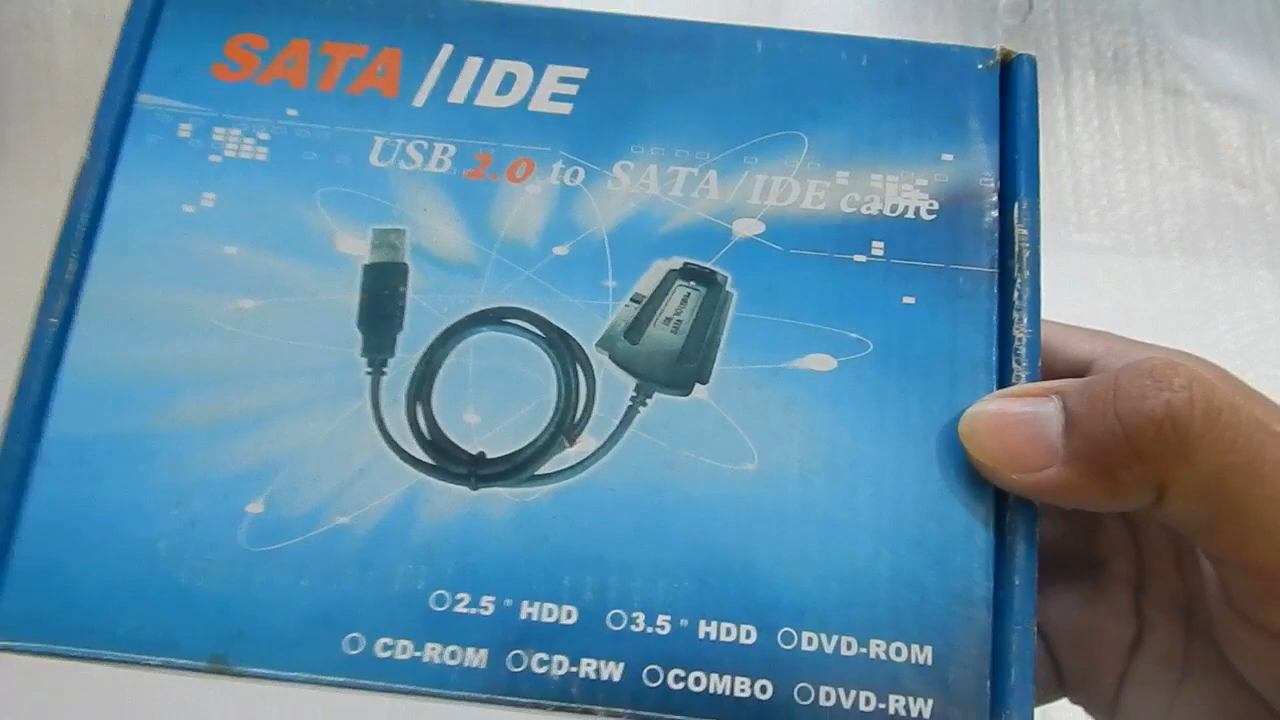 SATA/IDE
USB 2.0 to SATA/IDE cable
2.5" HDD 3.5" HDD DVD-ROM
CD-ROM CD-RW COMBO DVD-RW